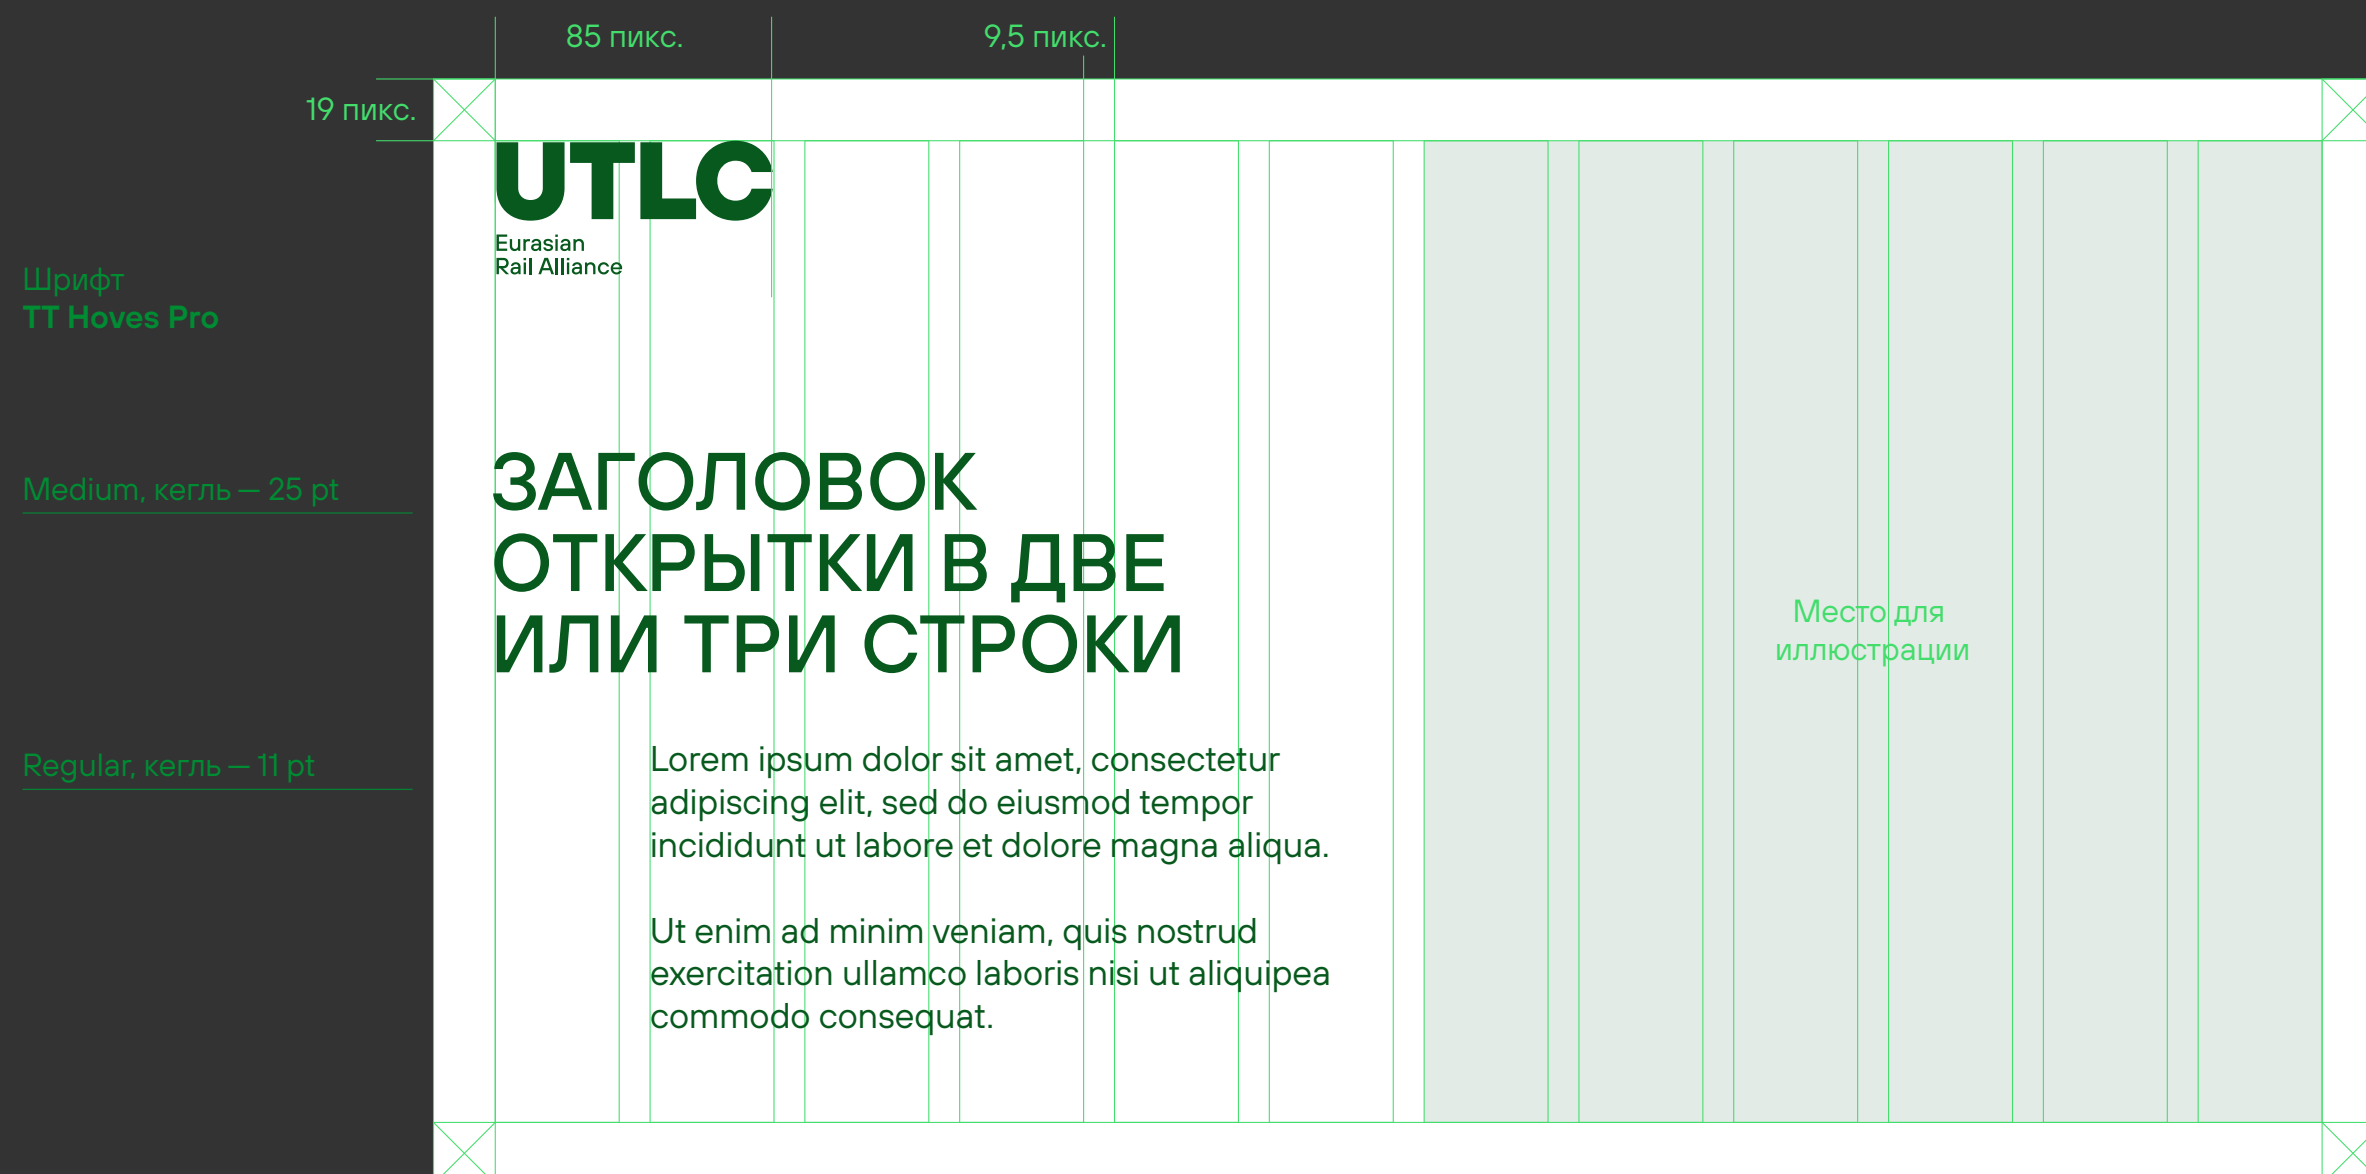 85 пикс.
9,5 пикс.
19 пикс.
UTLC
Eurasian
Rail Alliance
Шрифт
TT Hoves Pro
Medium, кегль — 25 pt
ЗАГОЛОВОК
ОТКРЫТКИ В ДВЕ
ИЛИ ТРИ СТРОКИ
Место для
иллюстрации
Regular, кегль — 11 pt
Lorem ipsum dolor sit amet, consectetur
adipiscing elit, sed do eiusmod tempor
incididunt ut labore et dolore magna aliqua.
Ut enim ad minim veniam, quis nostrud
exercitation ullamco laboris nisi ut aliquipea
commodo consequat.